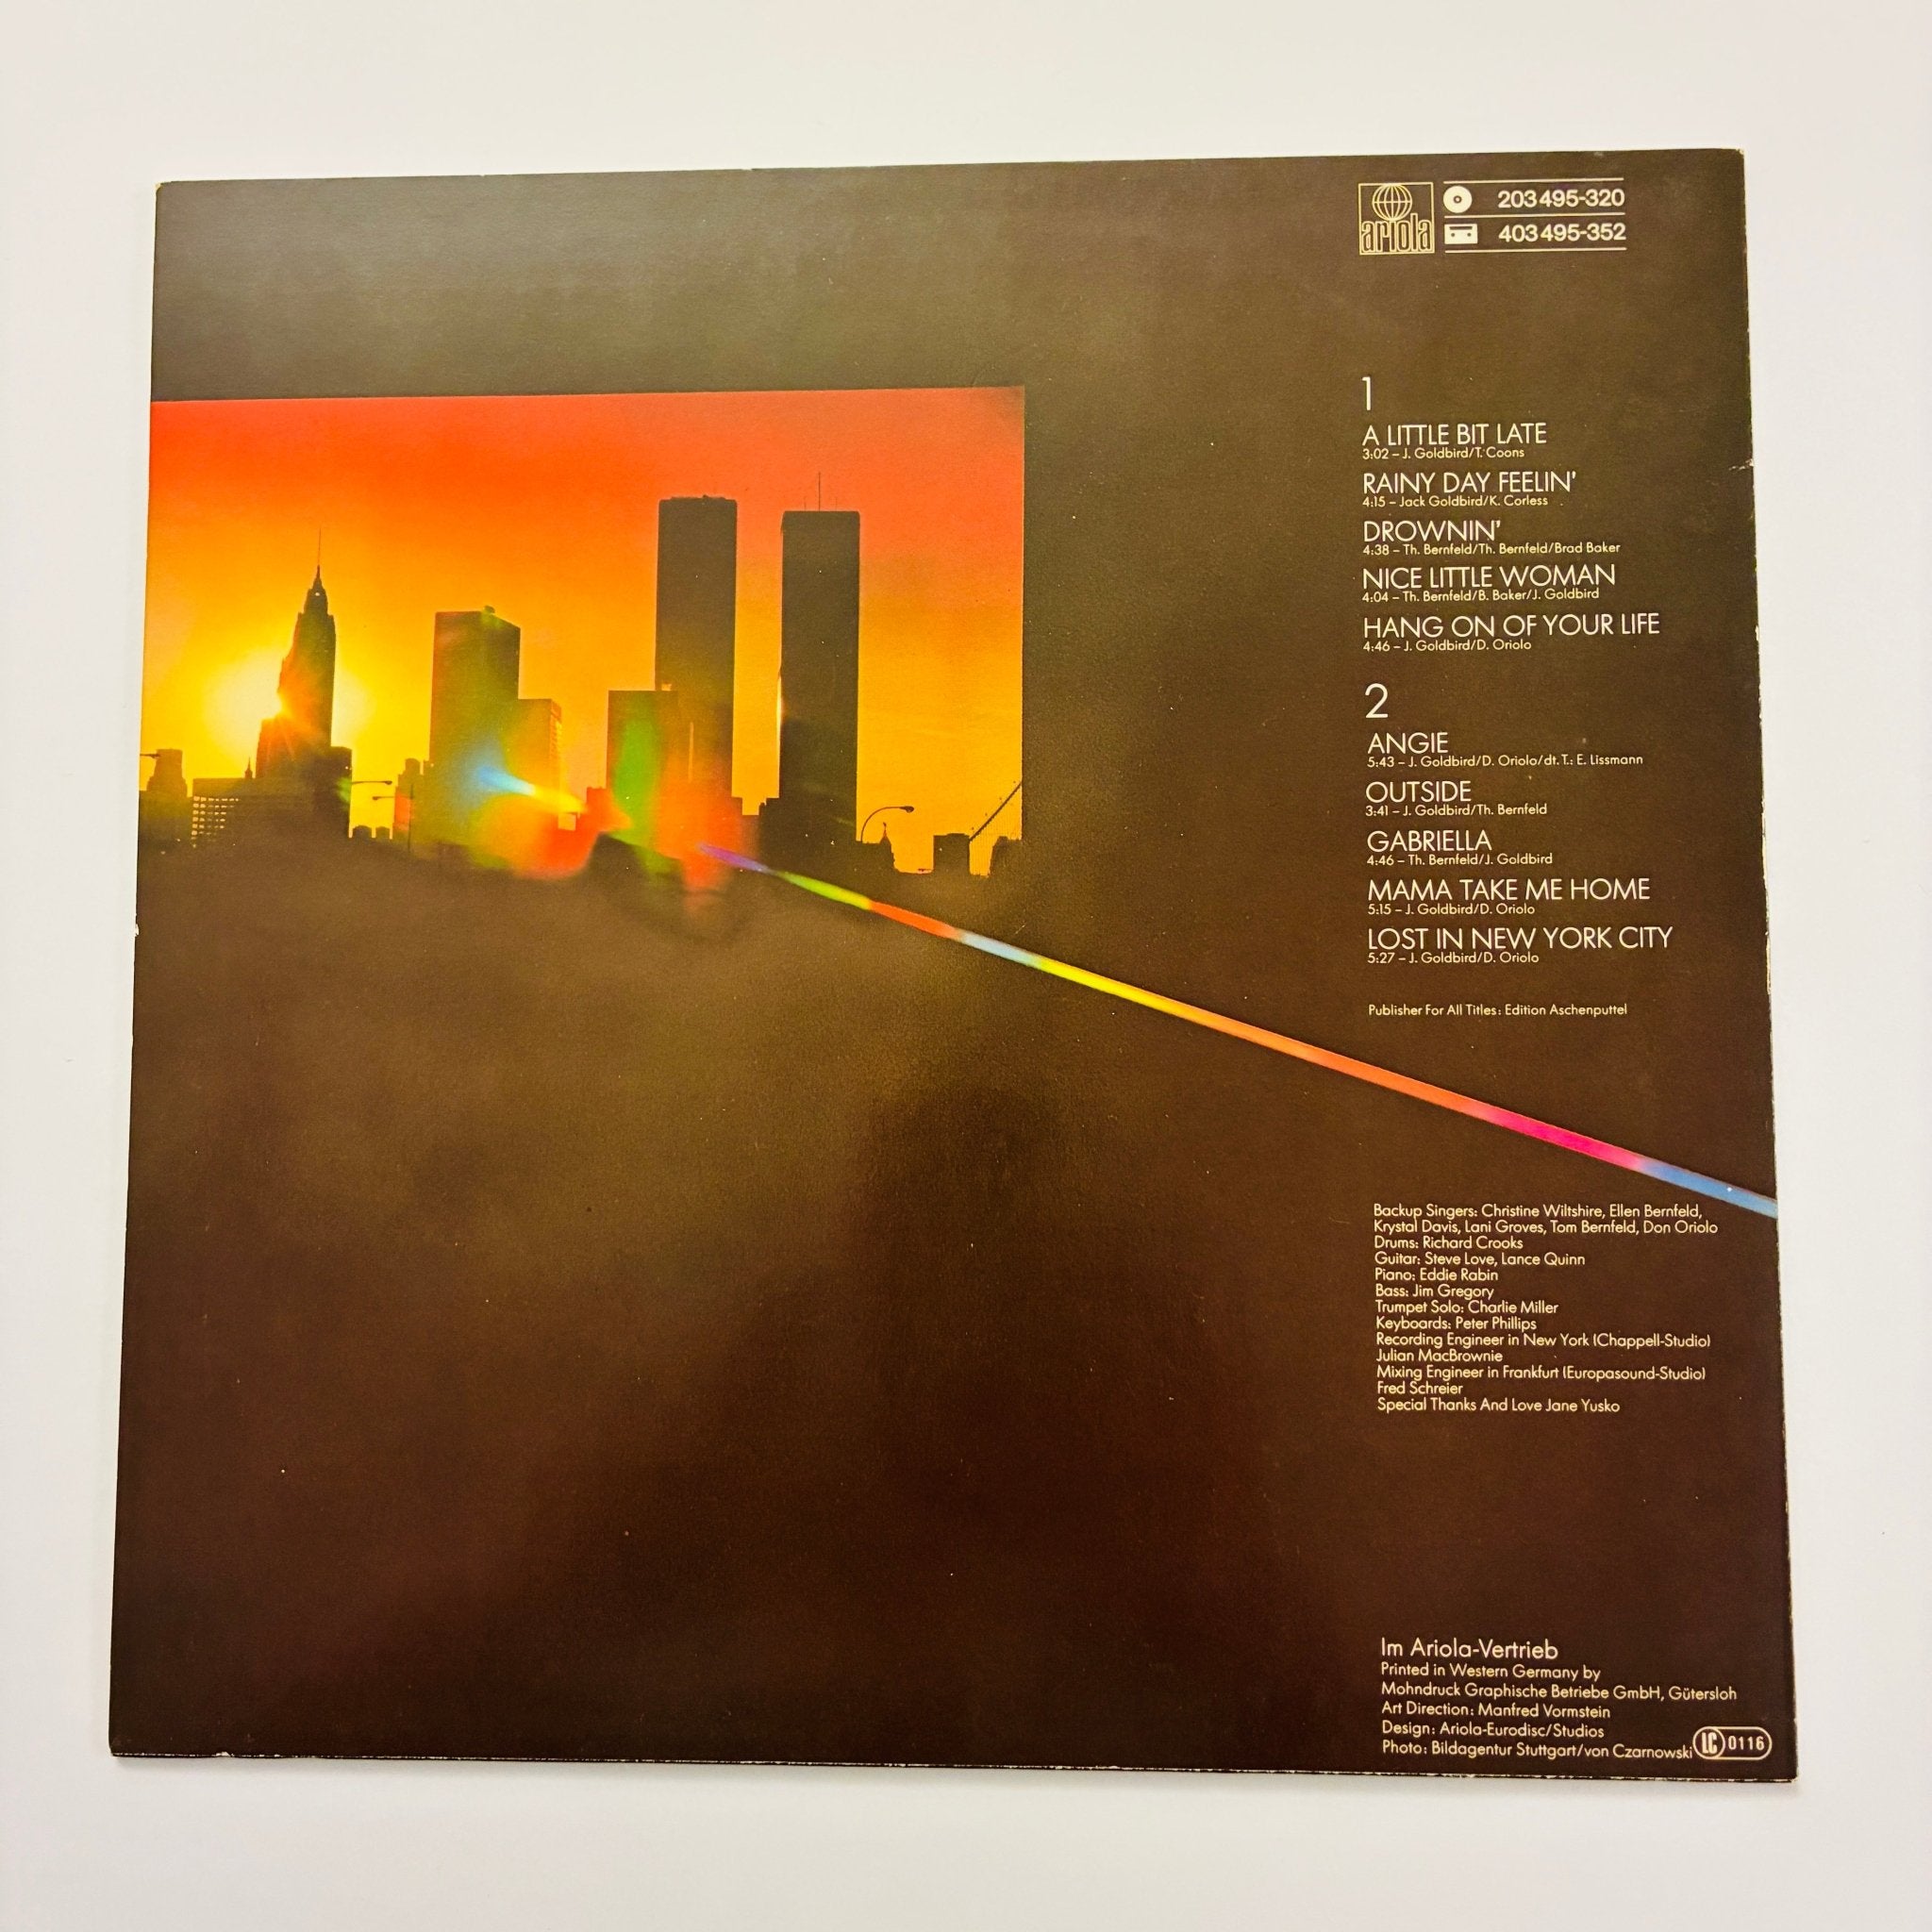 ariola
203 495-320
403 495-352
1
A LITTLE BIT LATE
3:02 – J. Goldbird/T. Coons
RAINY DAY FEELIN'
4:15 – Jack Goldbird/K. Corless
DROWNIN'
4:38 – Th. Bernfeld/Th. Bernfeld/Brad Baker
NICE LITTLE WOMAN
4:04 – Th. Bernfeld/B. Baker/J. Goldbird
HANG ON OF YOUR LIFE
4:46 – J. Goldbird/D. Oriolo
2
ANGIE
5:43 – J. Goldbird/D. Oriolo/dt. T.: E. Lissmann
OUTSIDE
3:41 – J. Goldbird/Th. Bernfeld
GABRIELLA
4:46 – Th. Bernfeld/J. Goldbird
MAMA TAKE ME HOME
5:15 – J. Goldbird/D. Oriolo
LOST IN NEW YORK CITY
5:27 – J. Goldbird/D. Oriolo
Publisher For All Titles: Edition Aschenputtel
Backup Singers: Christine Wiltshire, Ellen Bernfeld,
Krystal Davis, Lani Groves, Tom Bernfeld, Don Oriolo
Drums: Richard Crooks
Guitar: Steve Love, Lance Quinn
Piano: Eddie Rabin
Bass: Jim Gregory
Trumpet Solo: Charlie Miller
Keyboards: Peter Phillips
Recording Engineer in New York (Chappell-Studio)
Julian MacBrownie
Mixing Engineer in Frankfurt (Europasound-Studio)
Fred Schreier
Special Thanks And Love Jane Yusko
Im Ariola-Vertrieb
Printed in Western Germany by
Mohndruck Graphische Betriebe GmbH, Gütersloh
Art Direction: Manfred Vormstein
Design: Ariola-Eurodisc/Studios
Photo: Bildagentur Stuttgart/von Czarnowski
LC 0116